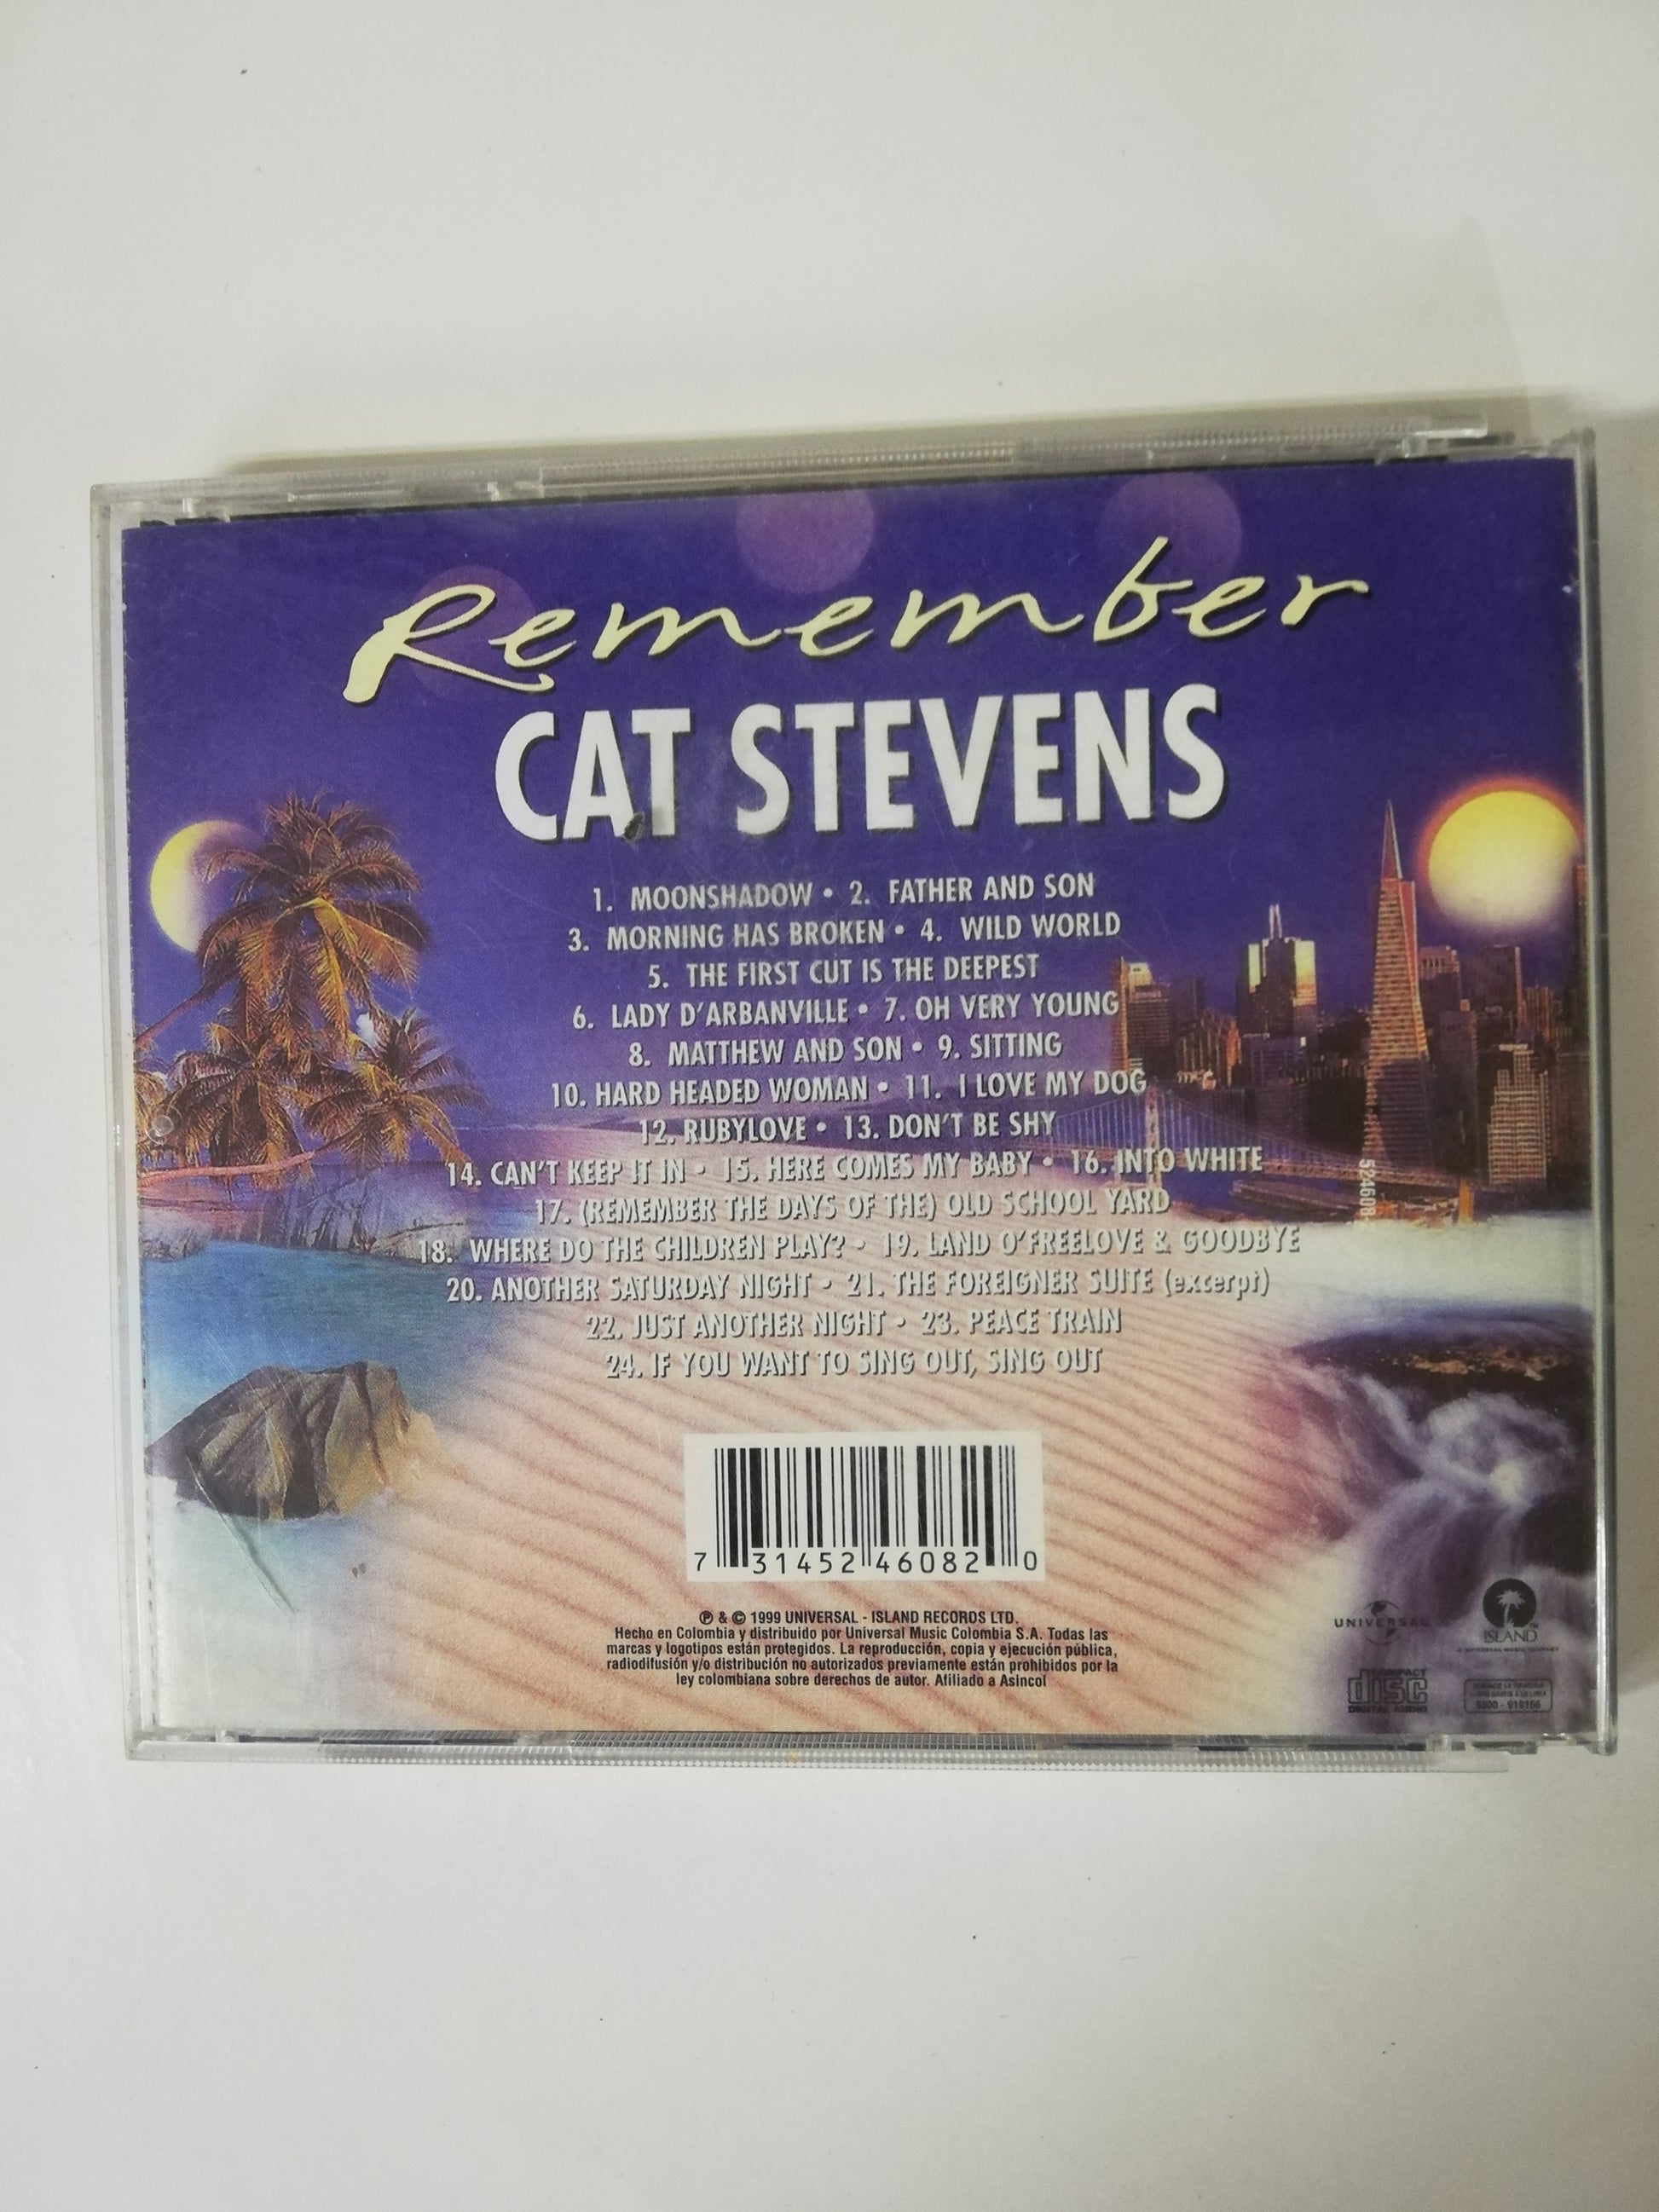 Remember
CAT STEVENS
1. MOONSHADOW • 2. FATHER AND SON
3. MORNING HAS BROKEN • 4. WILD WORLD
5. THE FIRST CUT IS THE DEEPEST
6. LADY D'ARBANVILLE • 7. OH VERY YOUNG
8. MATTHEW AND SON • 9. SITTING
10. HARD HEADED WOMAN • 11. I LOVE MY DOG
12. RUBYLOVE • 13. DON'T BE SHY
14. CAN'T KEEP IT IN • 15. HERE COMES MY BABY • 16. INTO WHITE
17. (REMEMBER THE DAYS OF THE) OLD SCHOOL YARD
18. WHERE DO THE CHILDREN PLAY? • 19. LAND O'FREELOVE & GOODBYE
20. ANOTHER SATURDAY NIGHT • 21. THE FOREIGNER SUITE (excerpt)
22. JUST ANOTHER NIGHT • 23. PEACE TRAIN
24. IF YOU WANT TO SING OUT, SING OUT
7 31452 46082 0
℗ & © 1999 UNIVERSAL - ISLAND RECORDS LTD.
Hecho en Colombia y distribuido por Universal Music Colombia S.A. Todas las
marcas y logotipos están protegidos. La reproducción, copia y ejecución pública,
radiodifusión y/o distribución no autorizados previamente están prohibidos por la
ley colombiana sobre derechos de autor. Afiliado a Asincol
UNIVERSAL
ISLAND
A UNIVERSAL MUSIC COMPANY
COMPACT
disc
DIGITAL AUDIO